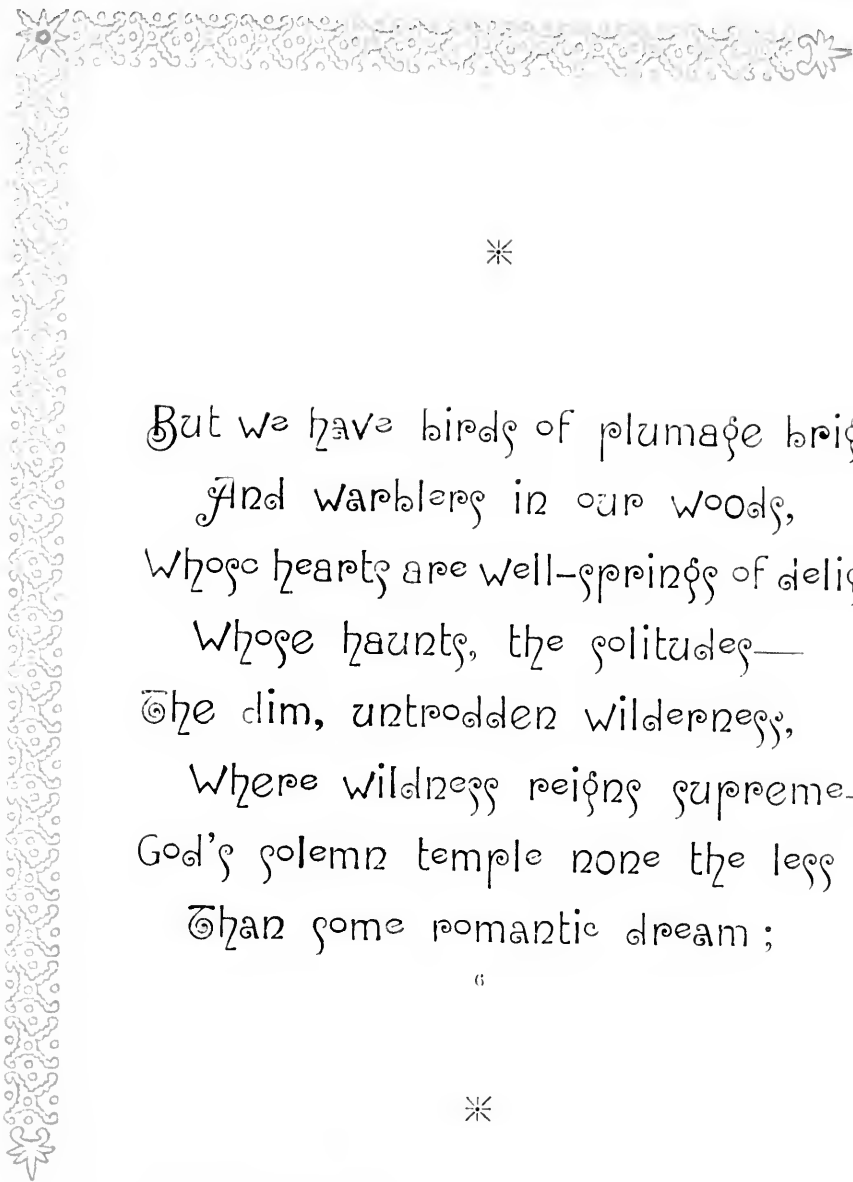 But we have birds of plumage brig
And warblers in our woods,
Whose hearts are well-springs of delig
Whose haunts, the solitudes—
The dim, untrodden wilderness,
Where wildness reigns supreme—
God's solemn temple none the less
Than some romantic dream ;
6